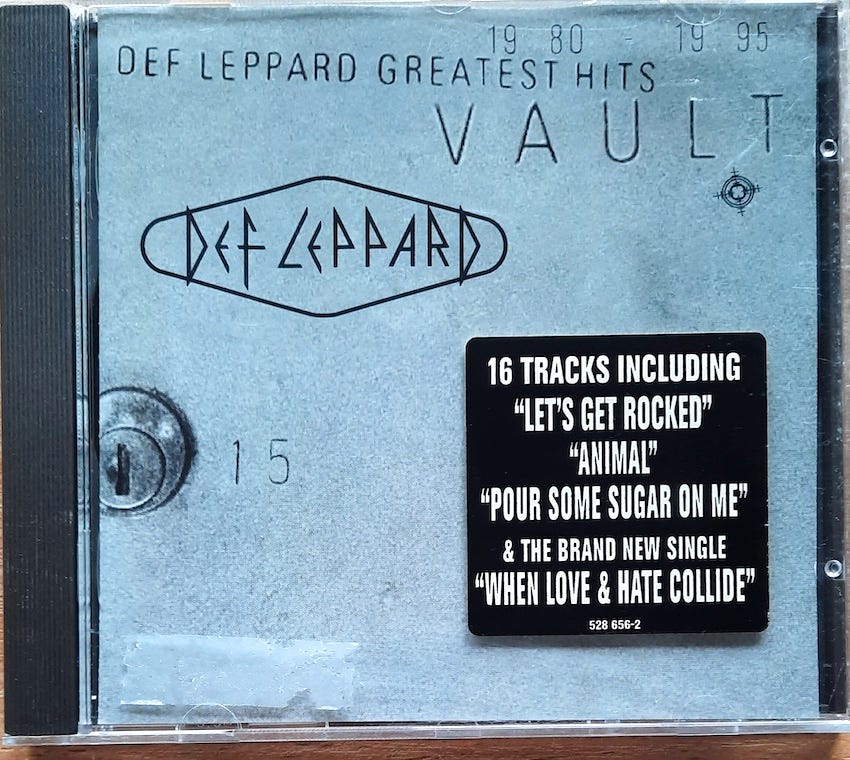 19 80 - 19 95
DEF LEPPARD GREATEST HITS
VAULT
DEF LEPPARD
15
16 TRACKS INCLUDING
“LET'S GET ROCKED”
“ANIMAL”
“POUR SOME SUGAR ON ME”
& THE BRAND NEW SINGLE
“WHEN LOVE & HATE COLLIDE”
528 656-2